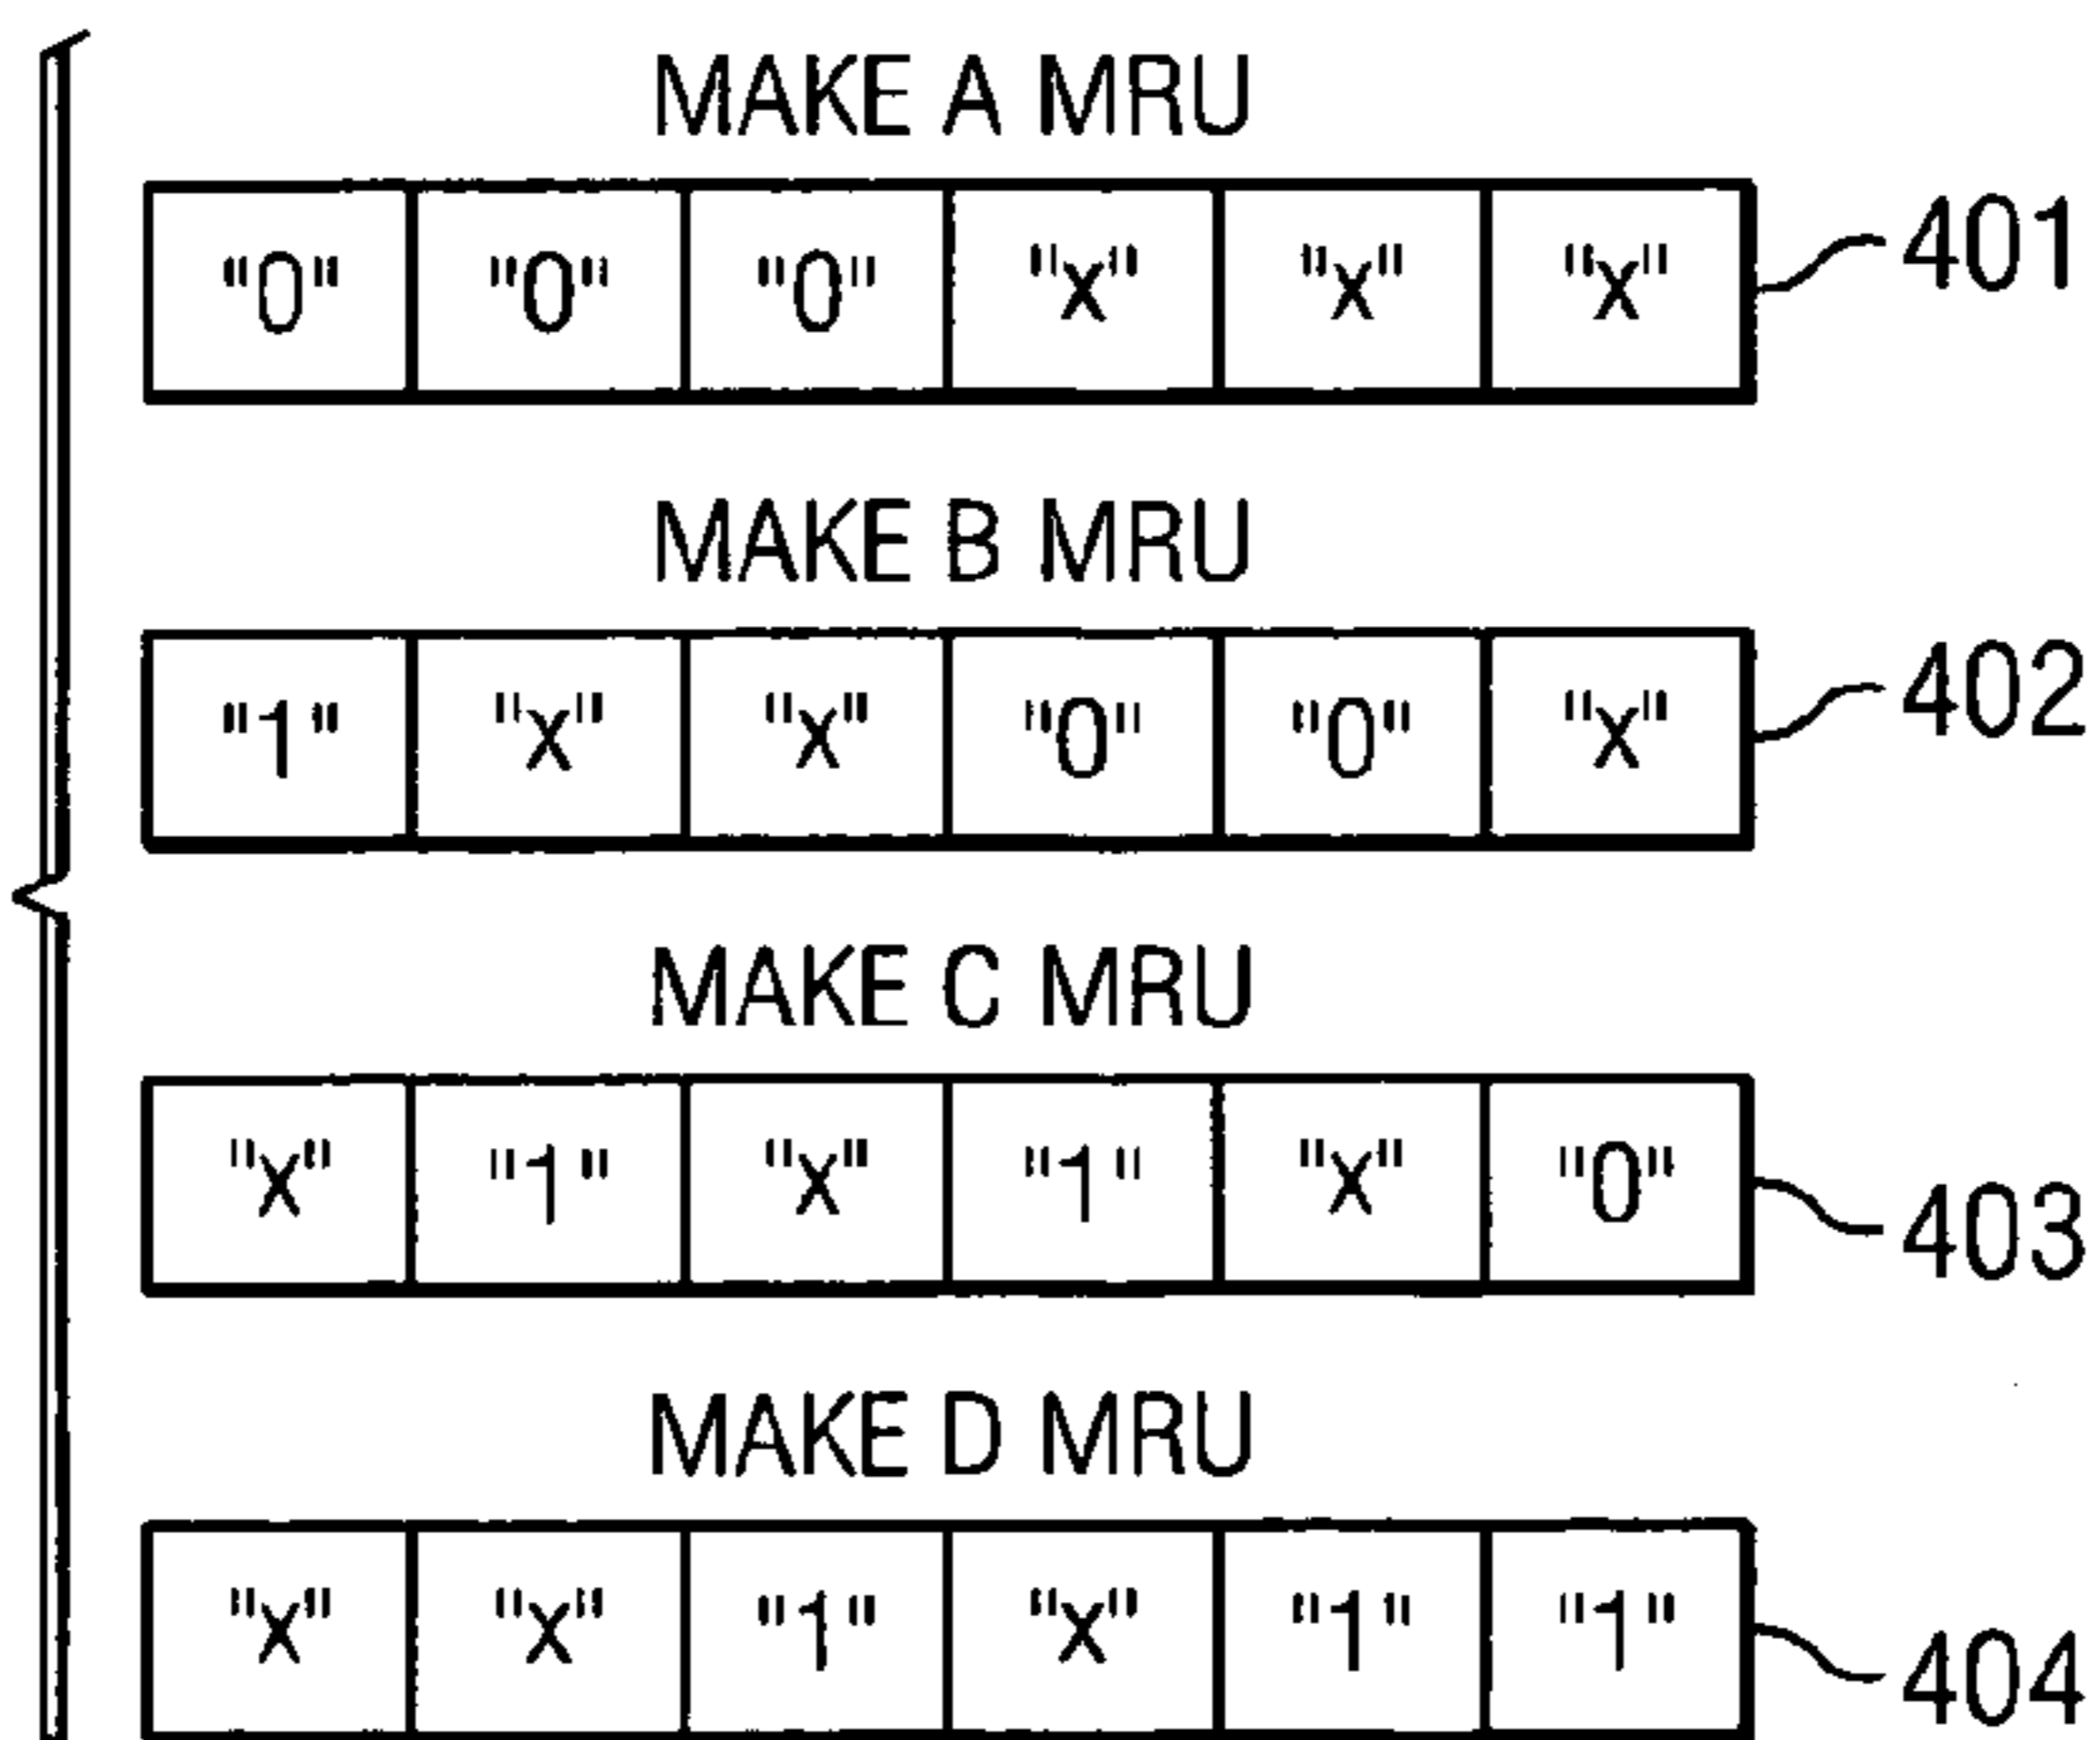 MAKE A MRU
"0" "0" "0" "x" "x" "x" 401
MAKE B MRU
"1" "x" "x" "0" "0" "x" 402
MAKE C MRU
"x" "1" "x" "1" "x" "0" 403
MAKE D MRU
"x" "x" "1" "x" "1" "1" 404